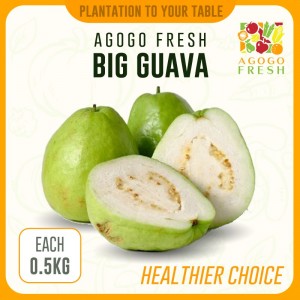 PLANTATION TO YOUR TABLE
AGOGO FRESH
BIG GUAVA
AGOGO
FRESH
EACH
0.5KG
HEALTHIER CHOICE